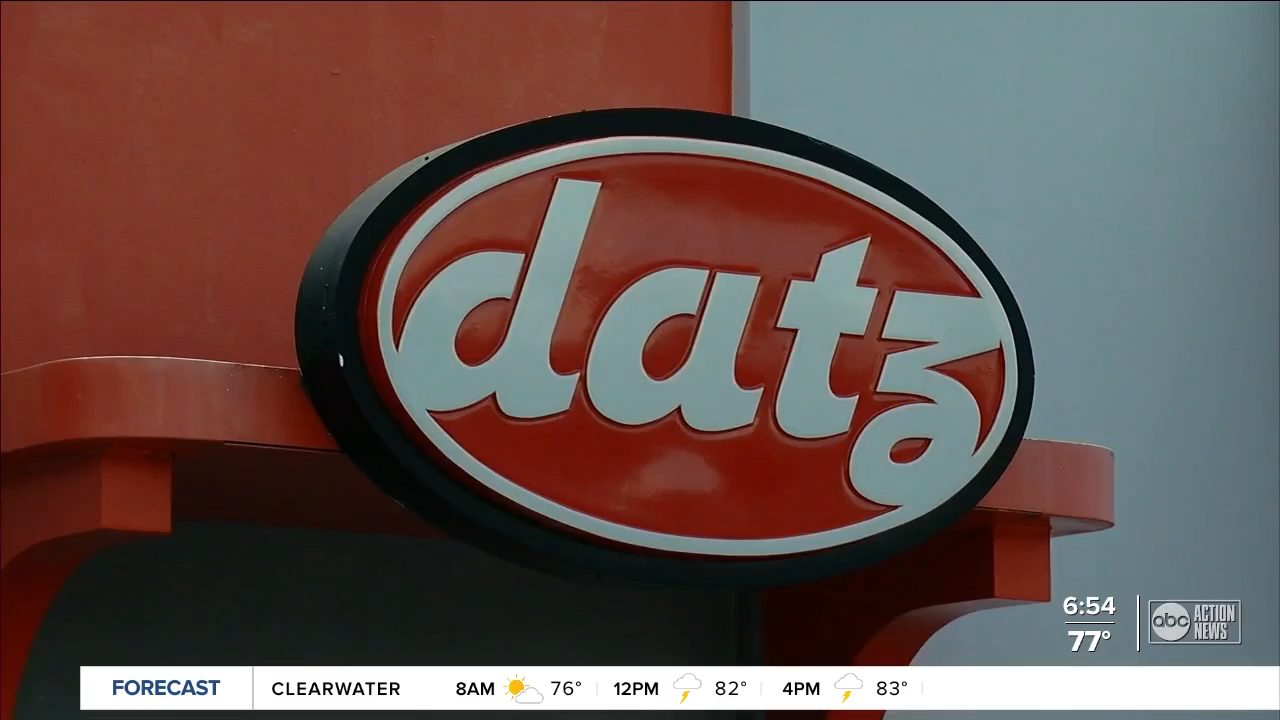 datz
6:54
77°
abc ACTION NEWS
FORECAST CLEARWATER 8AM 76° 12PM 82° 4PM 83°